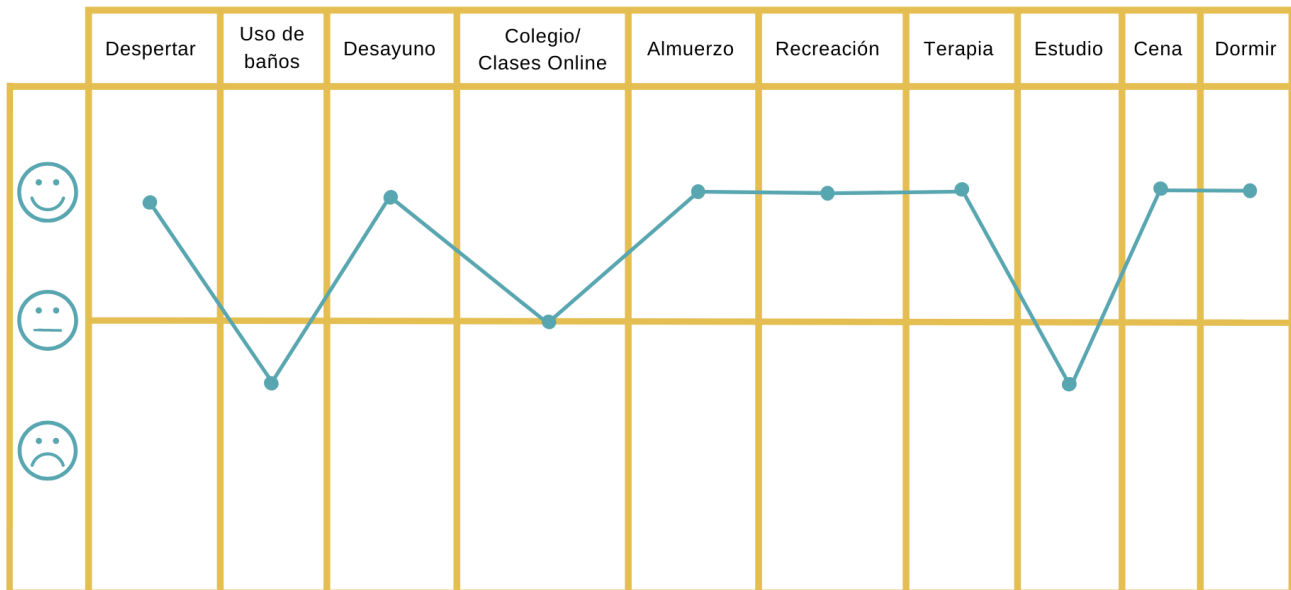 Despertar
Uso de
baños
Desayuno
Colegio/
Clases Online
Almuerzo
Recreación
Terapia
Estudio
Cena
Dormir